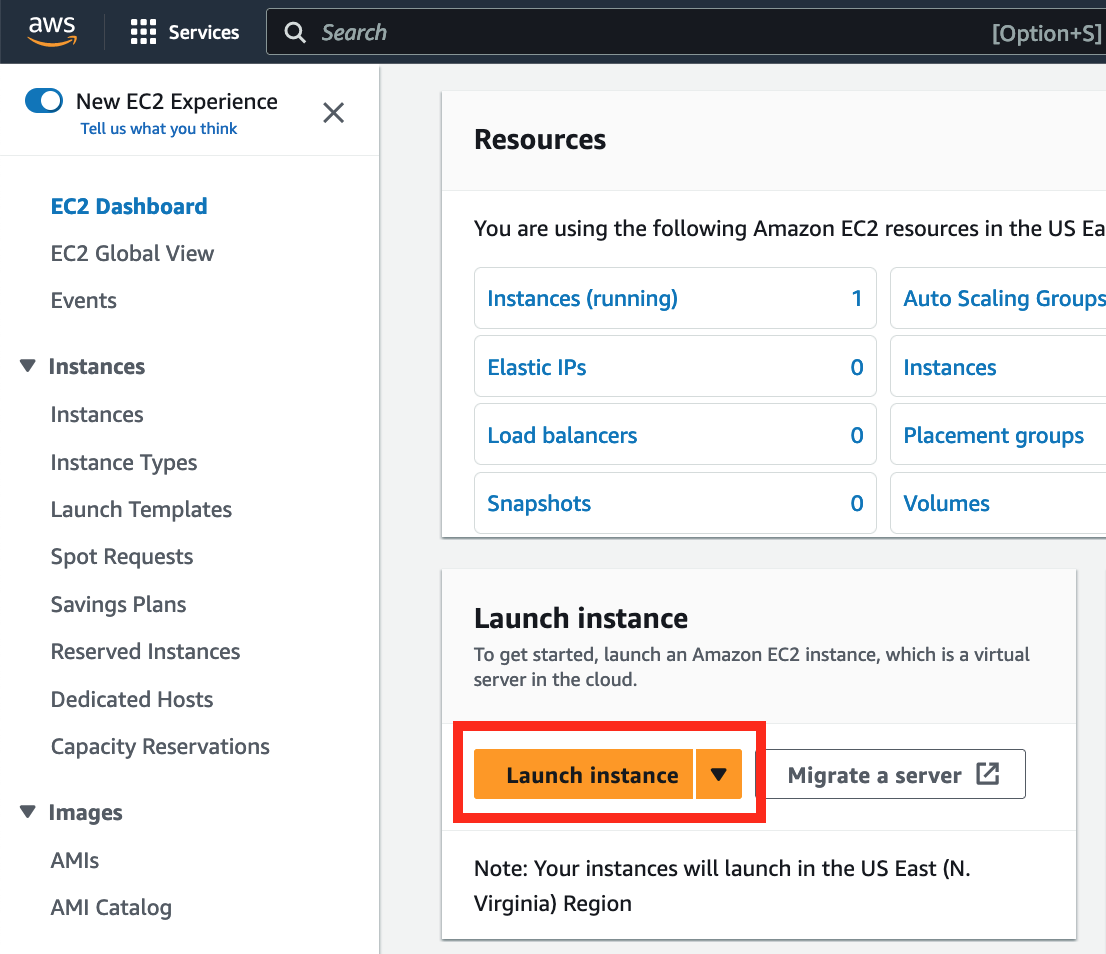 aws
Services
Search
[Option+S]
New EC2 Experience
Tell us what you think
EC2 Dashboard
EC2 Global View
Events
Instances
Instances
Instance Types
Launch Templates
Spot Requests
Savings Plans
Reserved Instances
Dedicated Hosts
Capacity Reservations
Images
AMIs
AMI Catalog
Resources
You are using the following Amazon EC2 resources in the US Ea
Instances (running) 1
Auto Scaling Groups
Elastic IPs 0
Instances
Load balancers 0
Placement groups
Snapshots 0
Volumes
Launch instance
To get started, launch an Amazon EC2 instance, which is a virtual
server in the cloud.
Launch instance
Migrate a server
Note: Your instances will launch in the US East (N.
Virginia) Region